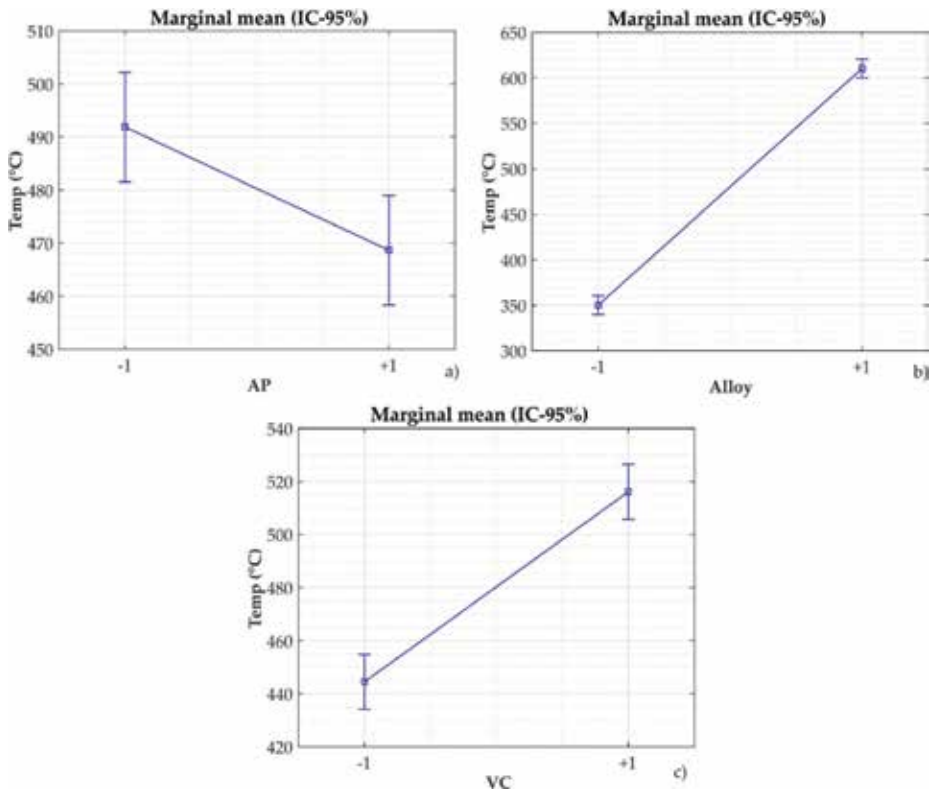 Marginal mean (IC-95%)
510
500
490
480
470
460
450
Temp (°C)
-1
+1
AP
a)
Marginal mean (IC-95%)
650
600
550
500
450
400
350
300
Temp (°C)
-1
+1
Alloy
b)
Marginal mean (IC-95%)
540
520
500
480
460
440
420
Temp (°C)
-1
+1
VC
c)